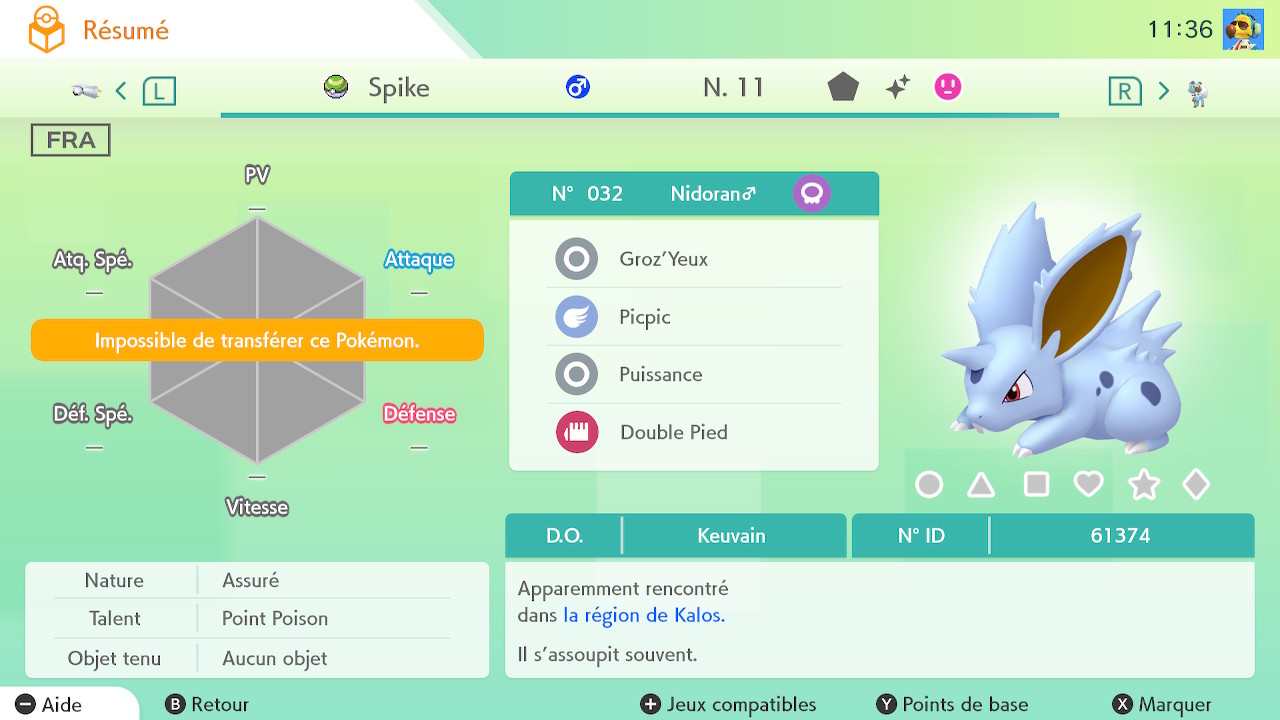 Résumé
11:36
L
Spike
N. 11
R
FRA
PV
—
Atq. Spé.
—
Attaque
—
Impossible de transférer ce Pokémon.
Déf. Spé.
—
Défense
—
—
Vitesse
N° 032 Nidoran♂
Groz'Yeux
Picpic
Puissance
Double Pied
D.O. Keuvain N° ID 61374
Nature Assuré
Talent Point Poison
Objet tenu Aucun objet
Apparemment rencontré
dans la région de Kalos.
Il s'assoupit souvent.
Aide
B Retour
Jeux compatibles
Y Points de base
X Marquer